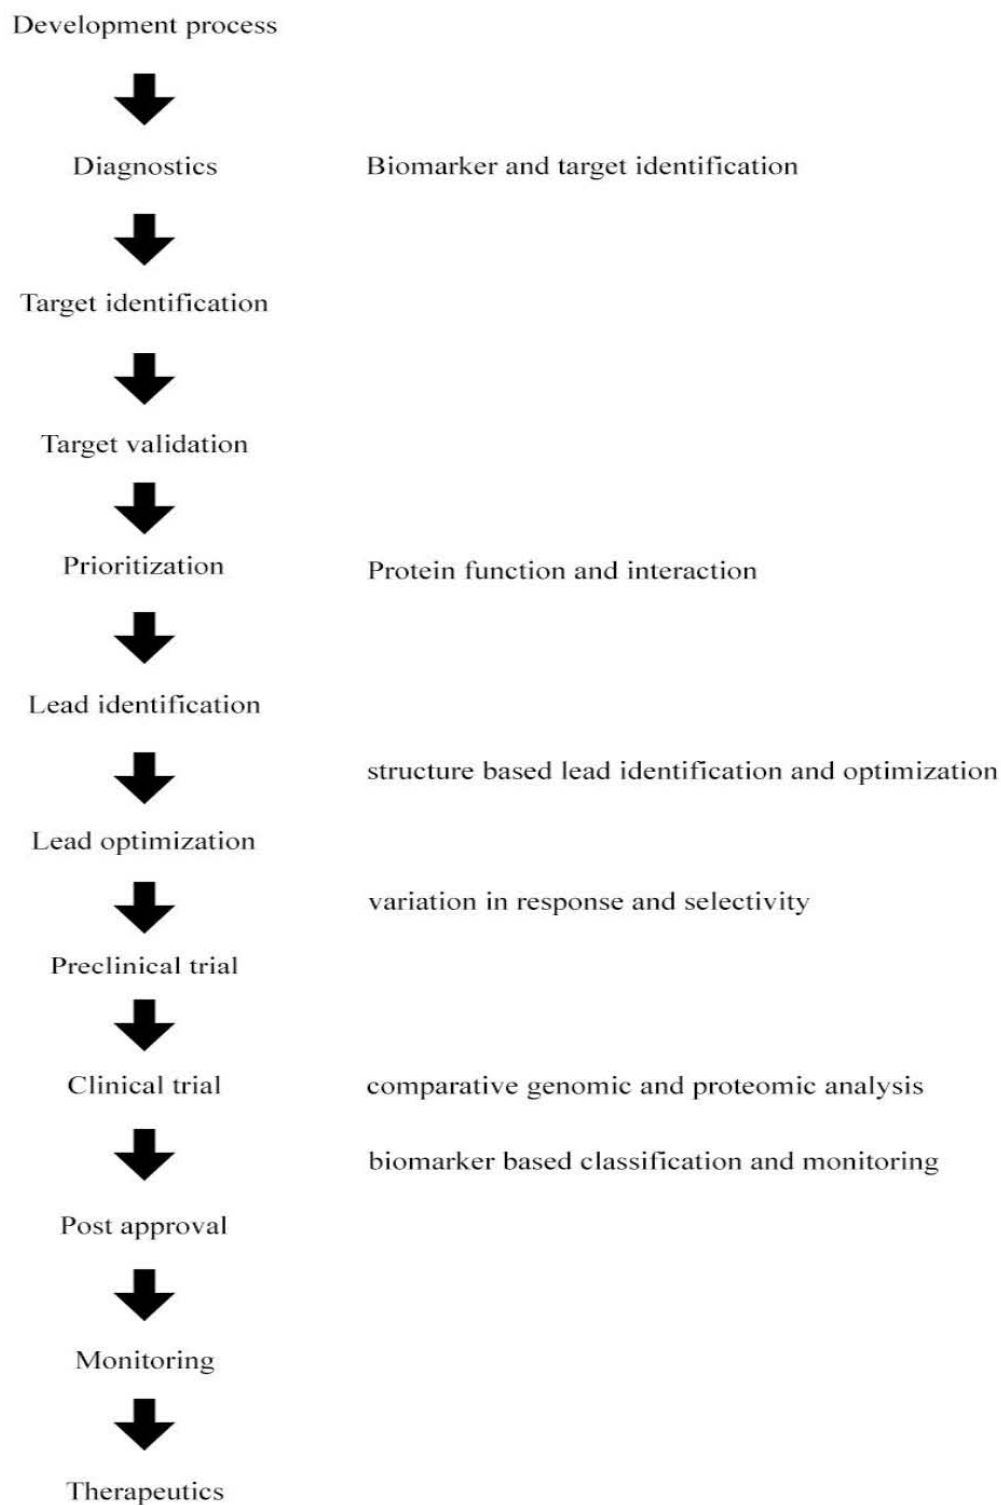 Development process
Diagnostics
Biomarker and target identification
Target identification
Target validation
Prioritization
Protein function and interaction
Lead identification
structure based lead identification and optimization
Lead optimization
variation in response and selectivity
Preclinical trial
Clinical trial
comparative genomic and proteomic analysis
biomarker based classification and monitoring
Post approval
Monitoring
Therapeutics